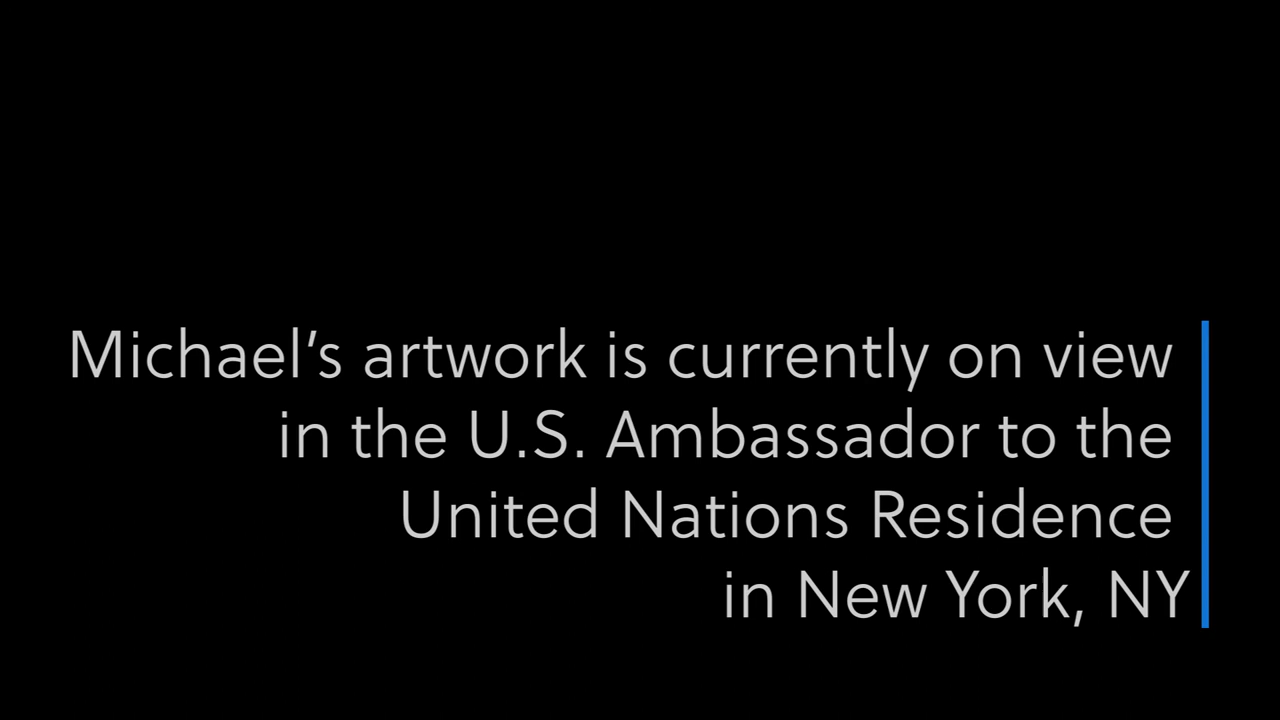 Michael’s artwork is currently on view
in the U.S. Ambassador to the
United Nations Residence
in New York, NY